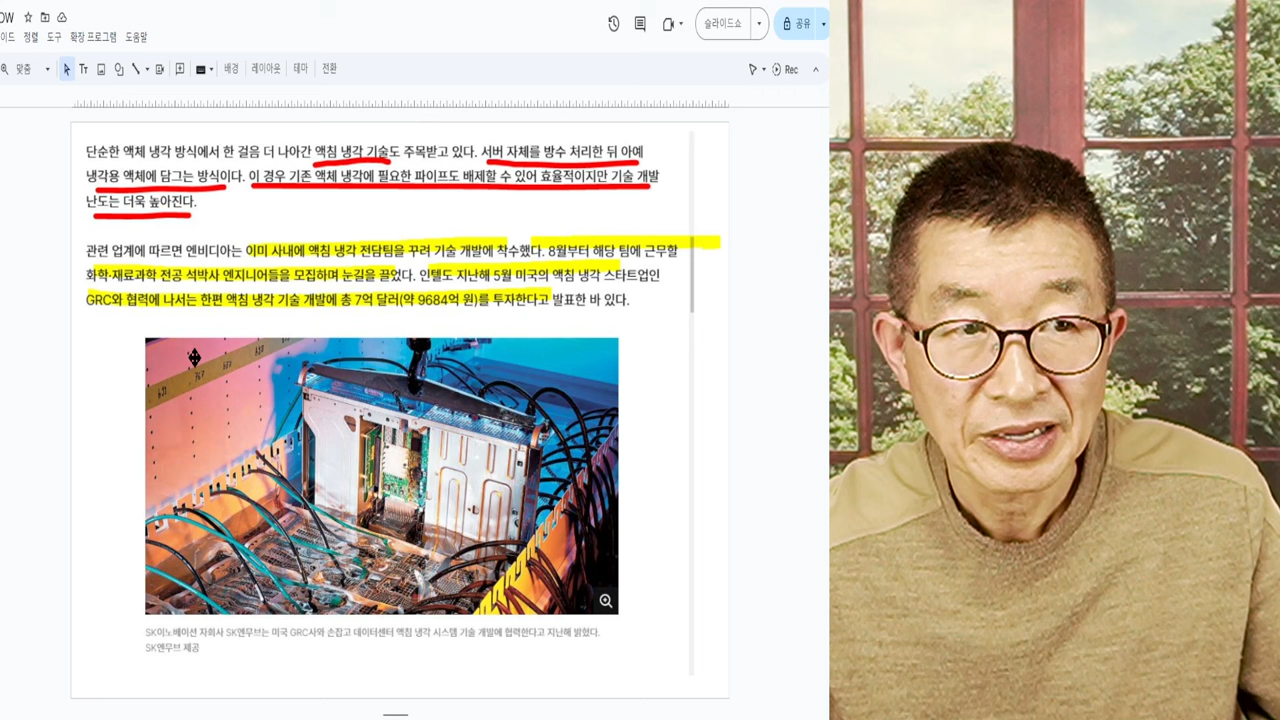 OW
이드 정렬 도구 확장 프로그램 도움말
슬라이드쇼
공유
맞춤
Tт
배경 레이아웃 테마 전환
Rec
단순한 액체 냉각 방식에서 한 걸음 더 나아간 액침 냉각 기술도 주목받고 있다. 서버 자체를 방수 처리한 뒤 아예
냉각용 액체에 담그는 방식이다. 이 경우 기존 액체 냉각에 필요한 파이프도 배제할 수 있어 효율적이지만 기술 개발
난도는 더욱 높아진다.
관련 업계에 따르면 엔비디아는 이미 사내에 액침 냉각 전담팀을 꾸려 기술 개발에 착수했다. 8월부터 해당 팀에 근무할
화학·재료과학 전공 석박사 엔지니어들을 모집하며 눈길을 끌었다. 인텔도 지난해 5월 미국의 액침 냉각 스타트업인
GRC와 협력에 나서는 한편 액침 냉각 기술 개발에 총 7억 달러(약 9684억 원)를 투자한다고 발표한 바 있다.
SK이노베이션 자회사 SK엔무브는 미국 GRC사와 손잡고 데이터센터 액침 냉각 시스템 기술 개발에 협력한다고 지난해 밝혔다.
SK엔무브 제공